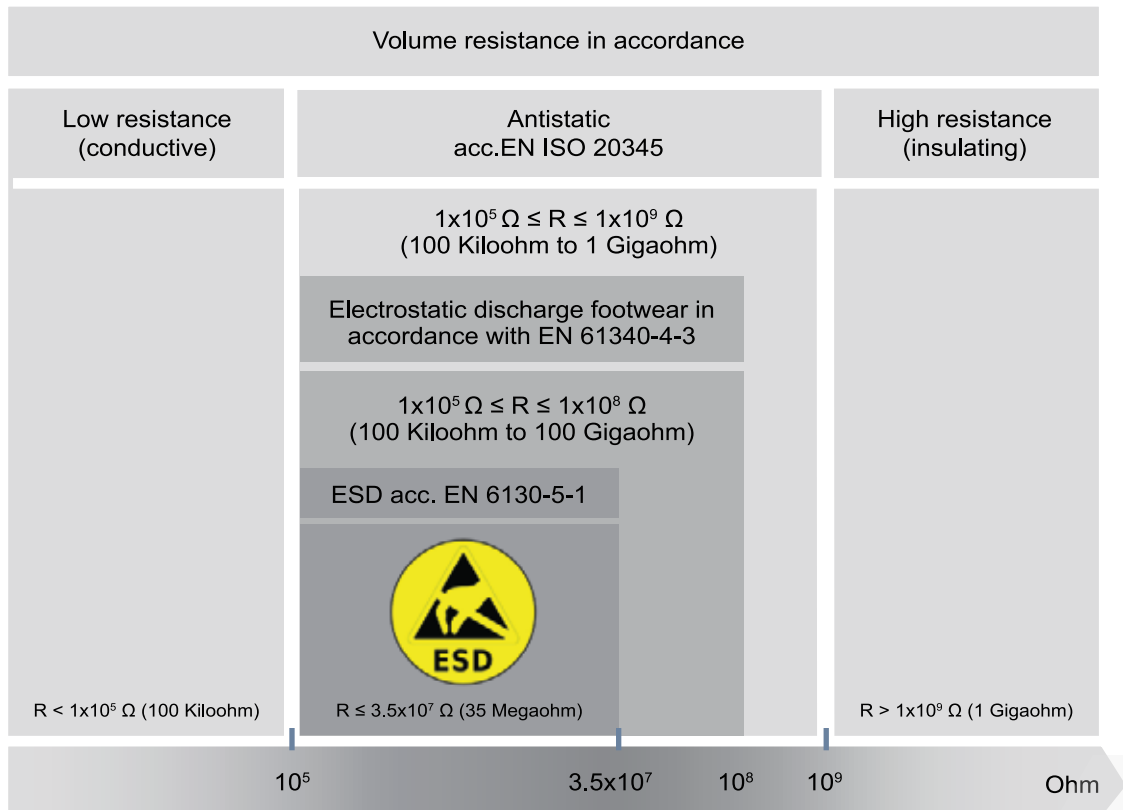 Volume resistance in accordance
Low resistance
(conductive)
Antistatic
acc.EN ISO 20345
High resistance
(insulating)
1x10⁵ Ω ≤ R ≤ 1x10⁹ Ω
(100 Kiloohm to 1 Gigaohm)
Electrostatic discharge footwear in
accordance with EN 61340-4-3
1x10⁵ Ω ≤ R ≤ 1x10⁸ Ω
(100 Kiloohm to 100 Gigaohm)
ESD acc. EN 6130-5-1
ESD
R < 1x10⁵ Ω (100 Kiloohm)
R ≤ 3.5x10⁷ Ω (35 Megaohm)
R > 1x10⁹ Ω (1 Gigaohm)
10⁵ 3.5x10⁷ 10⁸ 10⁹ Ohm